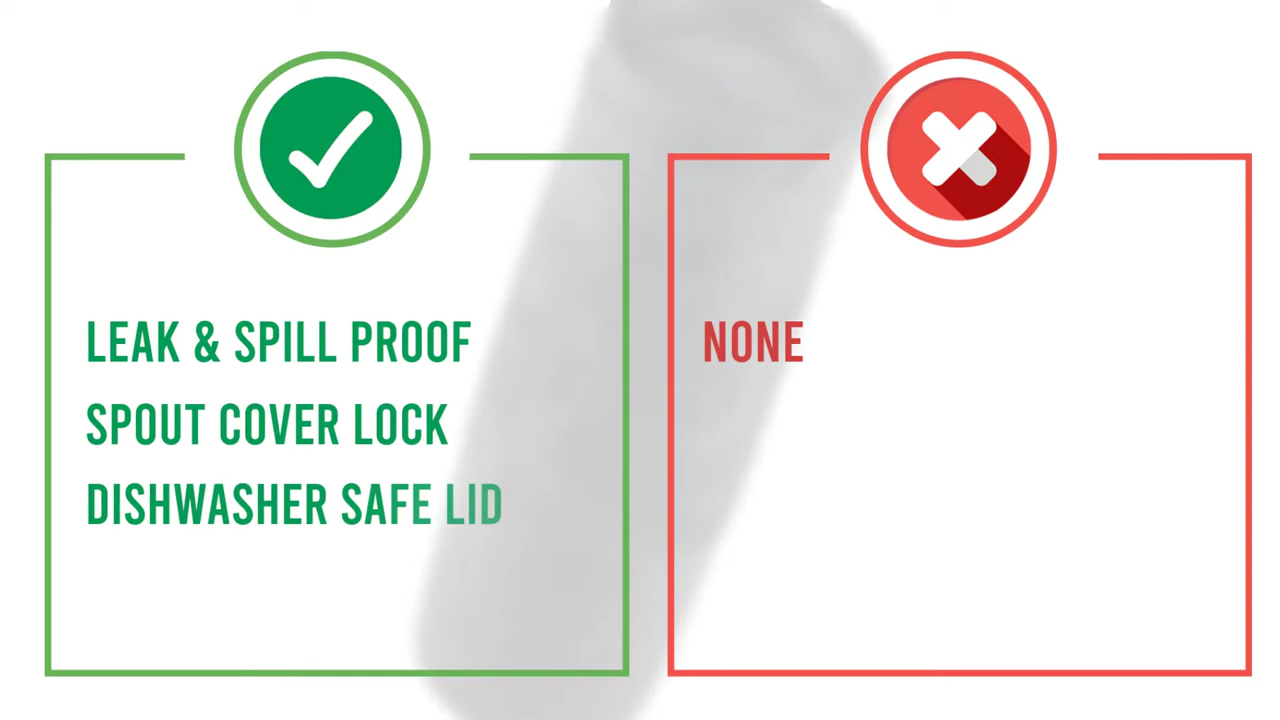 LEAK & SPILL PROOF
SPOUT COVER LOCK
DISHWASHER SAFE LID
NONE